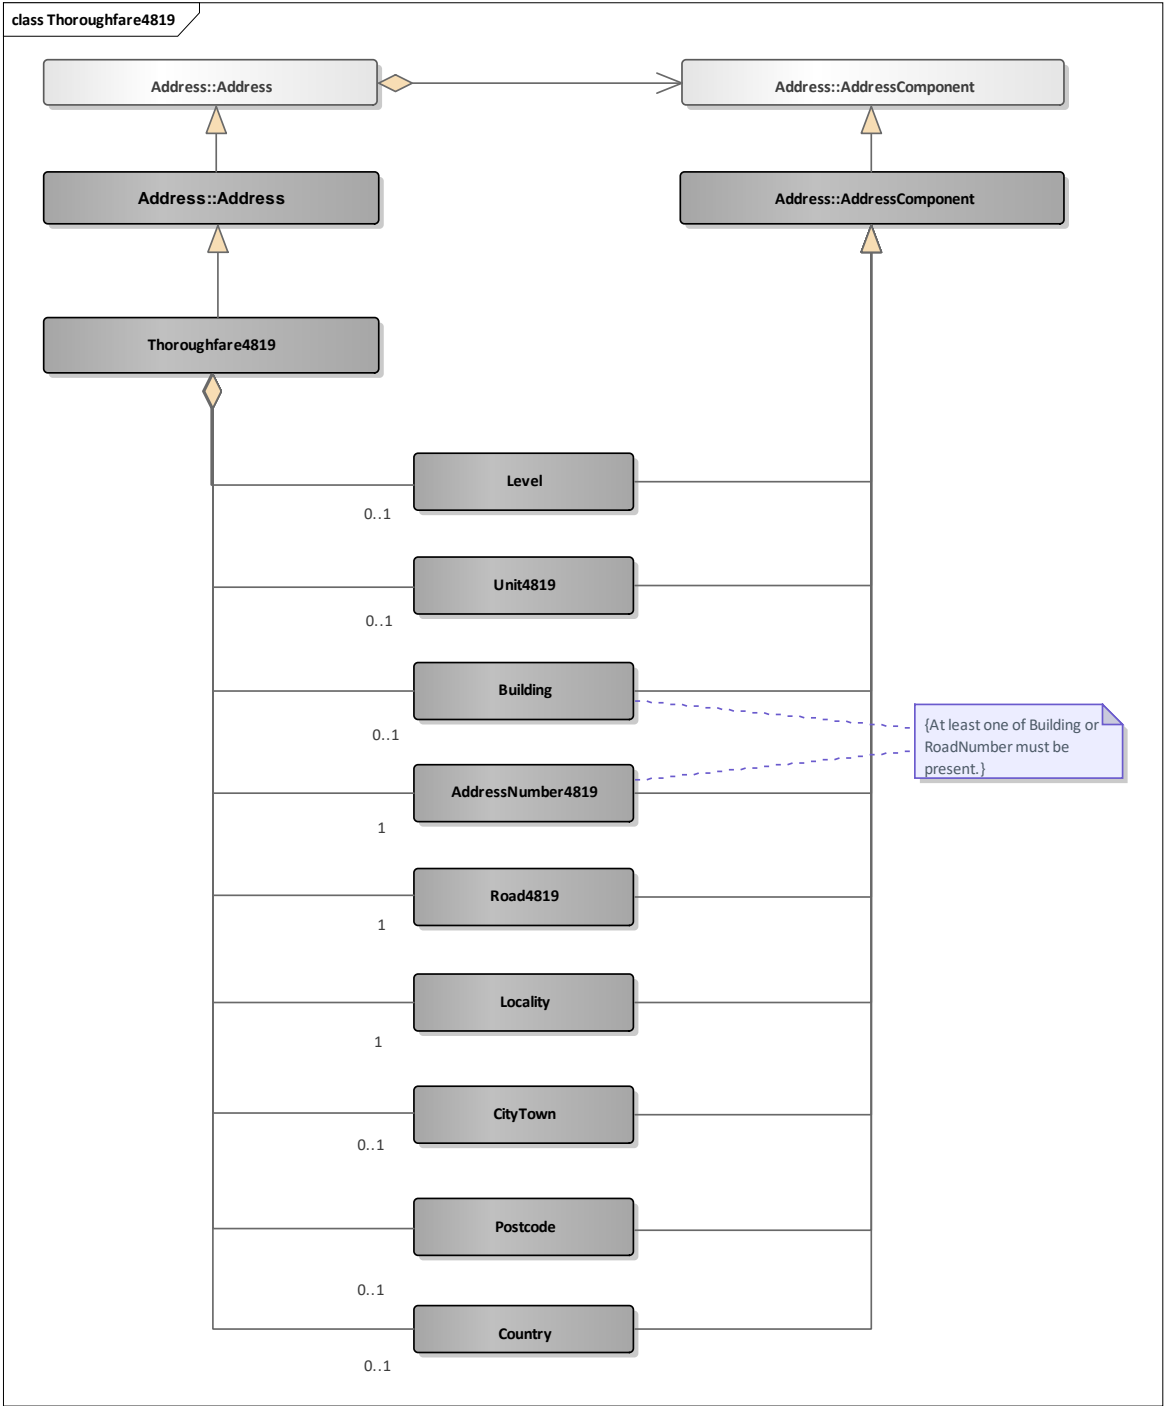 class Thoroughfare4819
Address::Address
Address::AddressComponent
Address::Address
Address::AddressComponent
Thoroughfare4819
Level
0..1
Unit4819
0..1
Building
0..1
{At least one of Building or
RoadNumber must be
present.}
AddressNumber4819
1
Road4819
1
Locality
1
CityTown
0..1
Postcode
0..1
Country
0..1